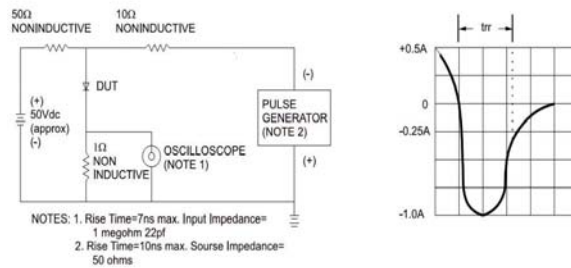 50Ω
NONINDUCTIVE
10Ω
NONINDUCTIVE
DUT
(+)
50Vdc
(approx)
(-)
1Ω
NON
INDUCTIVE
OSCILLOSCOPE
(NOTE 1)
(-)
PULSE
GENERATOR
(NOTE 2)
(+)
NOTES: 1. Rise Time=7ns max. Input Impedance=
1 megohm 22pf
2. Rise Time=10ns max. Sourse Impedance=
50 ohms
trr
+0.5A
0
-0.25A
-1.0A